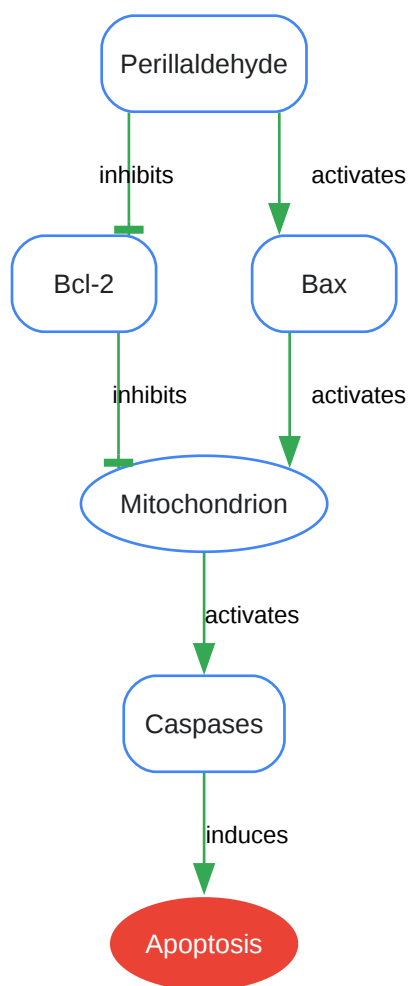 Perillaldehyde
inhibits
activates
Bcl-2
Bax
inhibits
activates
Mitochondrion
activates
Caspases
induces
Apoptosis